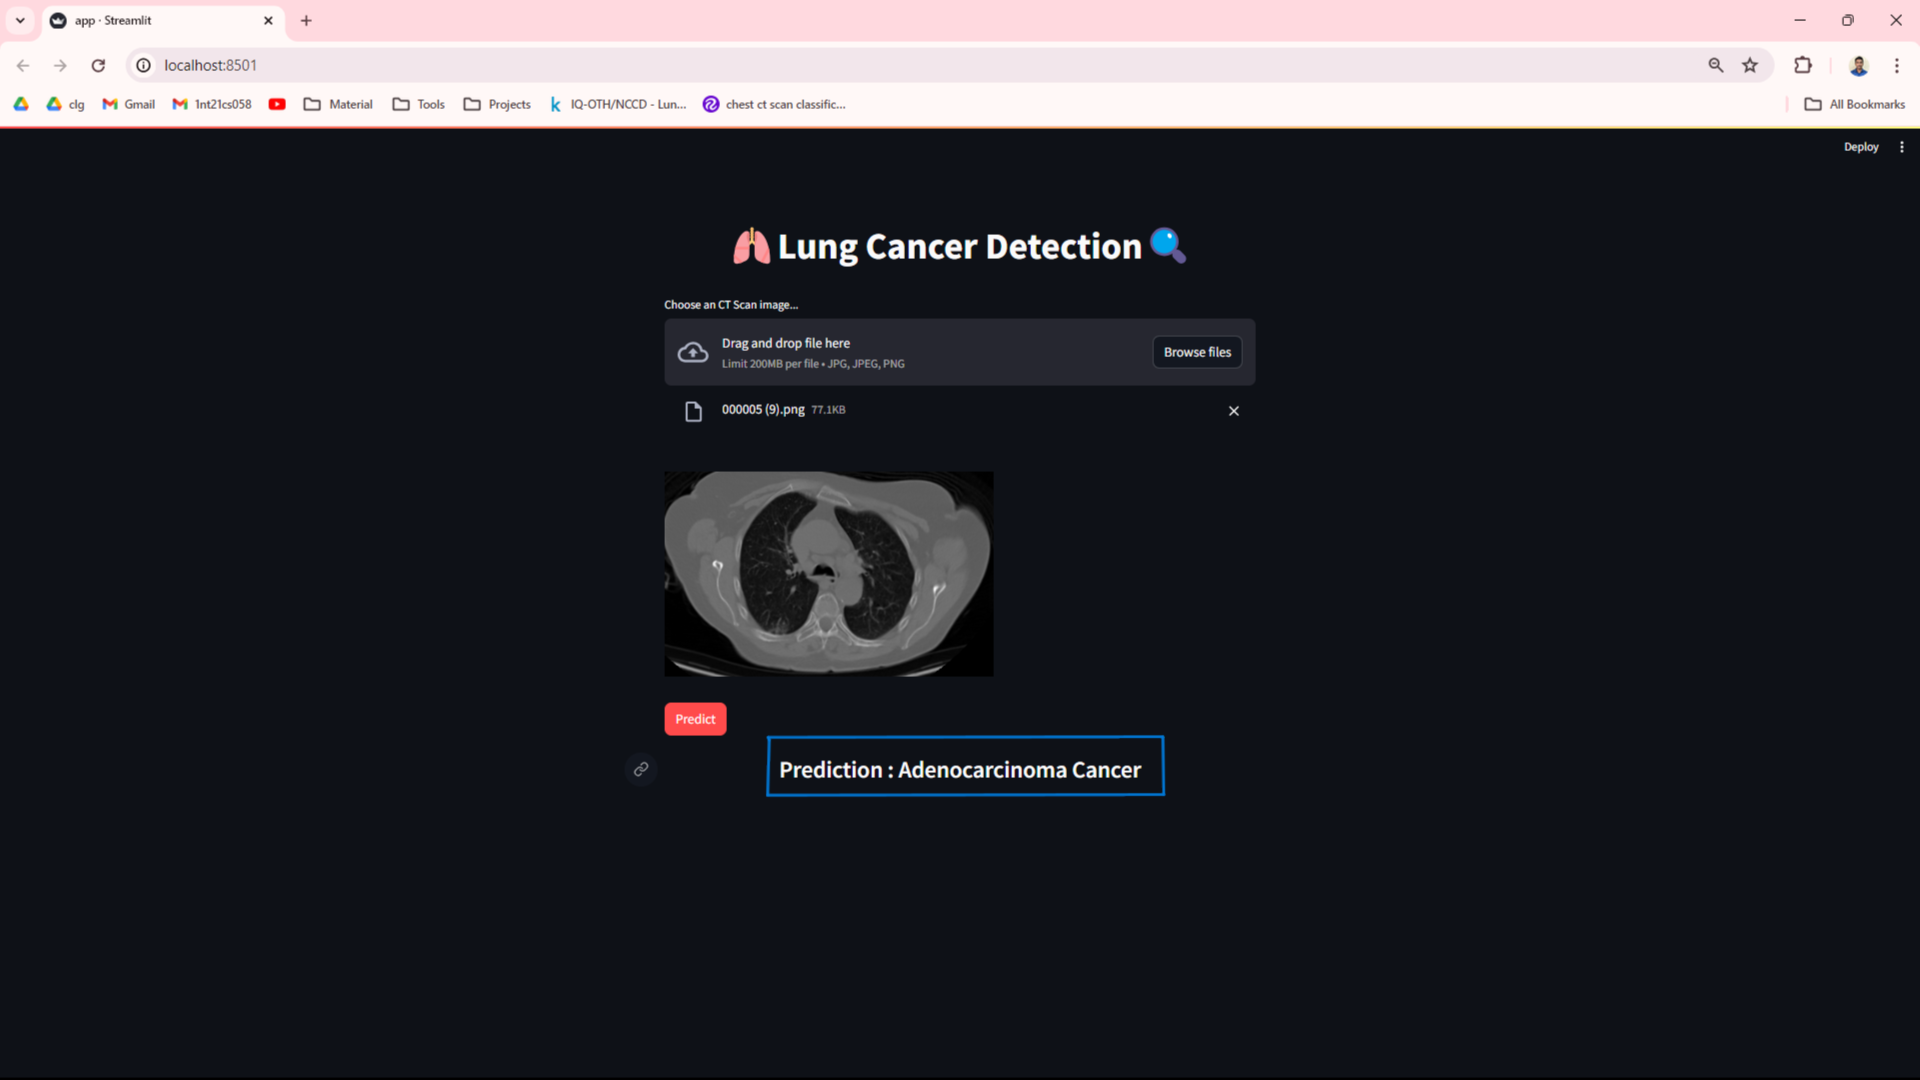 app · Streamlit
localhost:8501
clg
Gmail
1nt21cs058
Material
Tools
Projects
IQ-OTH/NCCD - Lun...
chest ct scan classific...
All Bookmarks
Deploy
Lung Cancer Detection
Choose an CT Scan image...
Drag and drop file here
Limit 200MB per file • JPG, JPEG, PNG
Browse files
000005 (9).png 77.1KB
Predict
Prediction : Adenocarcinoma Cancer